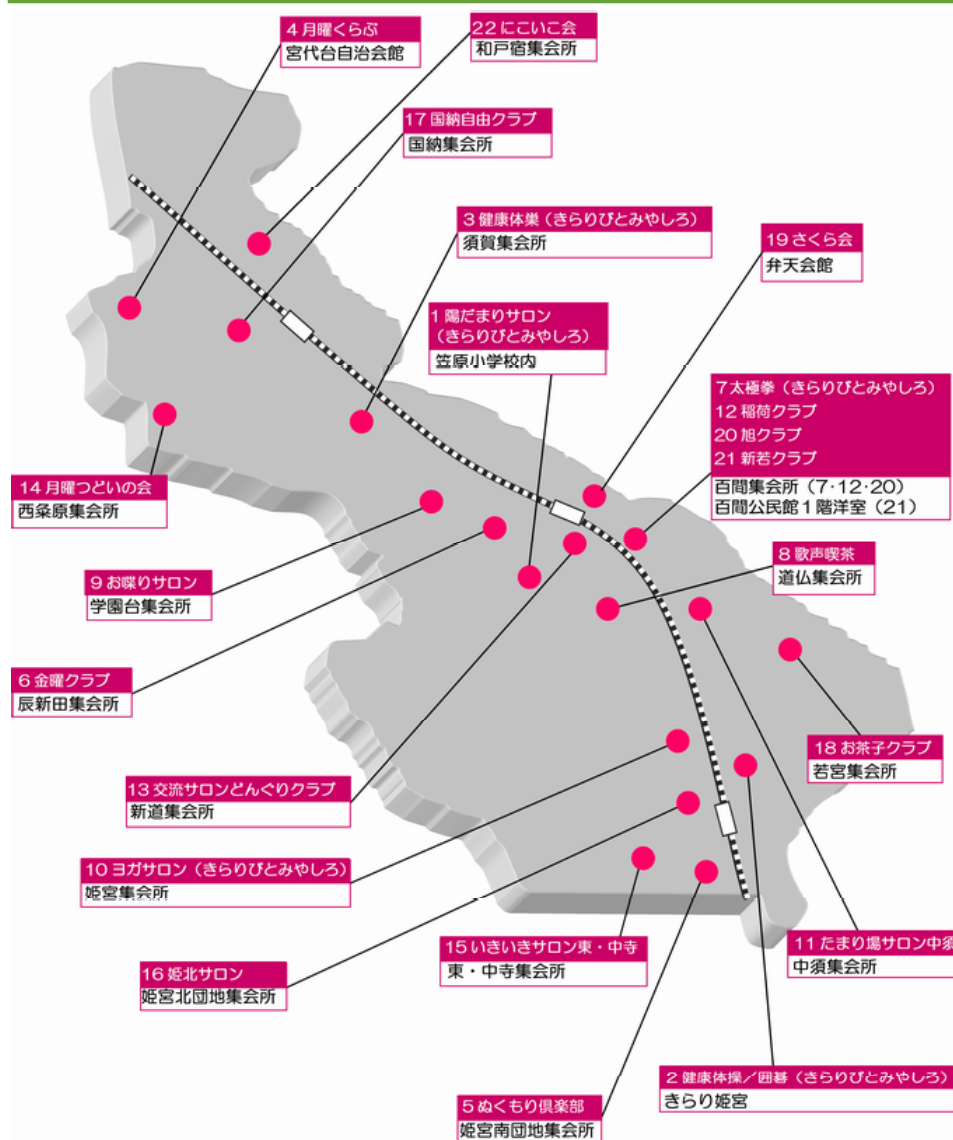 4 月曜くらぶ
宮代台自治会館
22 にこいこ会
和戸宿集会所
17 国納自由クラブ
国納集会所
3 健康体操（きらりびとみやしろ）
須賀集会所
19 さくら会
弁天会館
1 陽だまりサロン
（きらりびとみやしろ）
笠原小学校内
7 太極拳（きらりびとみやしろ）
12 稲荷クラブ
20 旭クラブ
21 新若クラブ
百間集会所（7・12・20）
百間公民館1階洋室（21）
14 月曜つどいの会
西粂原集会所
8 歌声喫茶
道仏集会所
9 お喋りサロン
学園台集会所
6 金曜クラブ
辰新田集会所
18 お茶子クラブ
若宮集会所
13 交流サロンどんぐりクラブ
新道集会所
10 ヨガサロン（きらりびとみやしろ）
姫宮集会所
15 いきいきサロン東・中寺
東・中寺集会所
11 たまり場サロン中須
中須集会所
16 姫北サロン
姫宮北団地集会所
2 健康体操／囲碁（きらりびとみやしろ）
きらり姫宮
5 ぬくもり倶楽部
姫宮南団地集会所